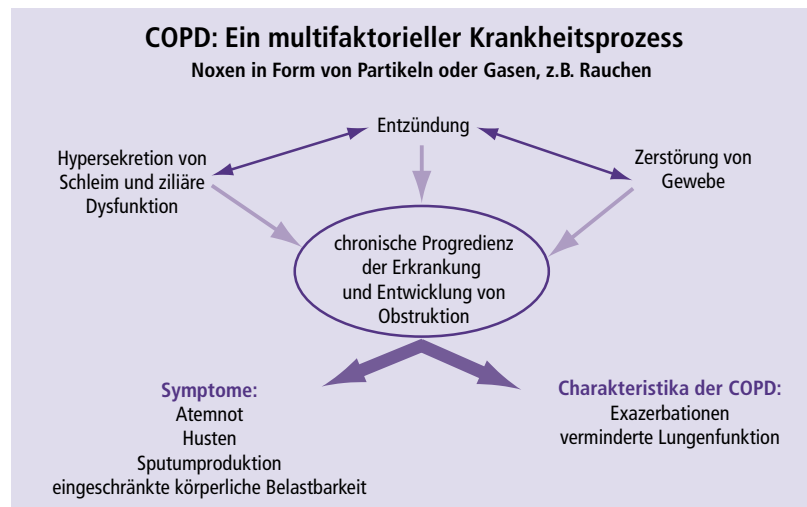 COPD: Ein multifaktorieller Krankheitsprozess
Noxen in Form von Partikeln oder Gasen, z.B. Rauchen
Entzündung
Hypersekretion von
Schleim und ziliäre
Dysfunktion
Zerstörung von
Gewebe
chronische Progredienz
der Erkrankung
und Entwicklung von
Obstruktion
Symptome:
Atemnot
Husten
Sputumproduktion
eingeschränkte körperliche Belastbarkeit
Charakteristika der COPD:
Exazerbationen
verminderte Lungenfunktion